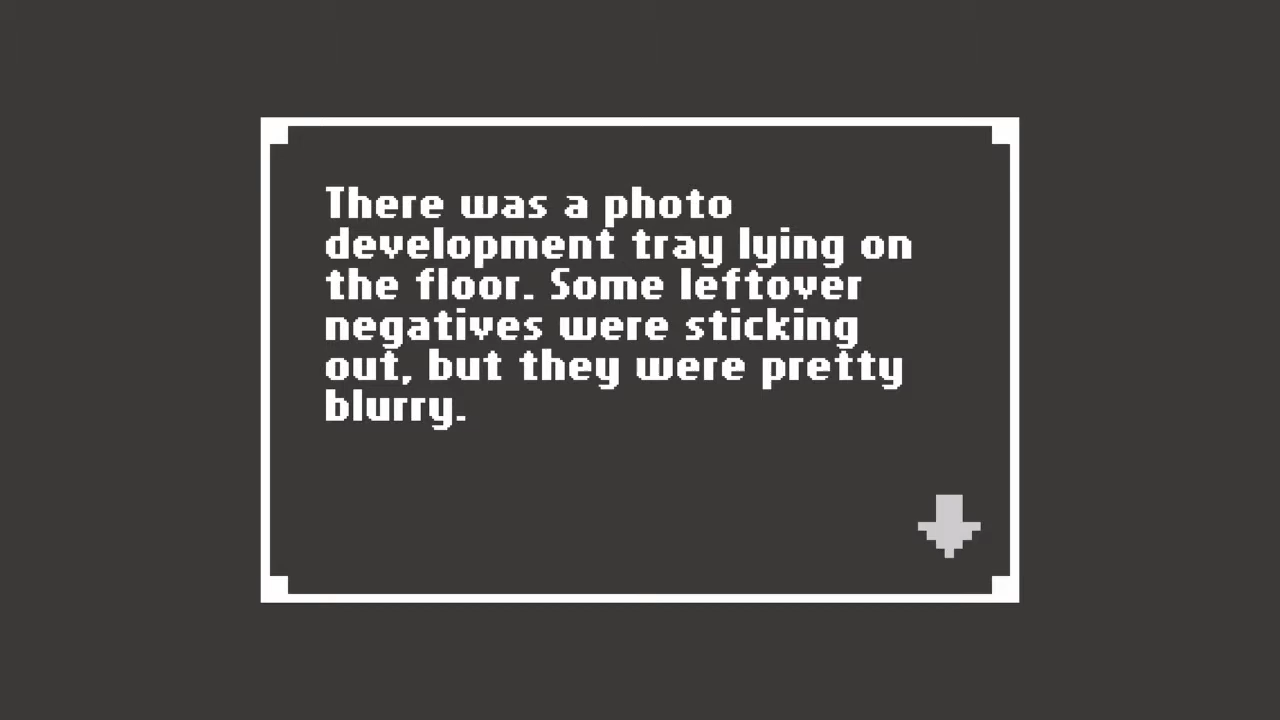 There was a photo
development tray lying on
the floor. Some leftover
negatives were sticking
out, but they were pretty
blurry.